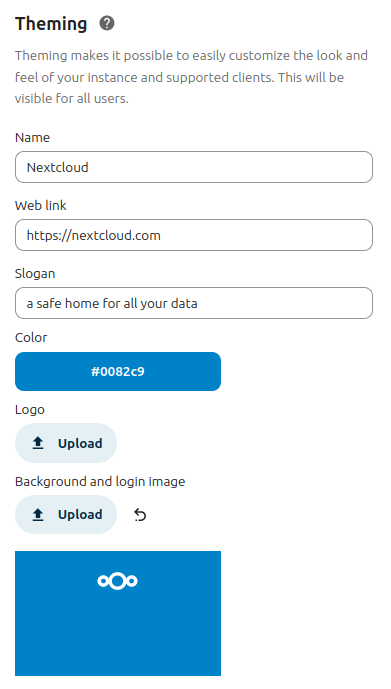 Theming
Theming makes it possible to easily customize the look and
feel of your instance and supported clients. This will be
visible for all users.
Name
Nextcloud
Web link
https://nextcloud.com
Slogan
a safe home for all your data
Color
#0082c9
Logo
Upload
Background and login image
Upload